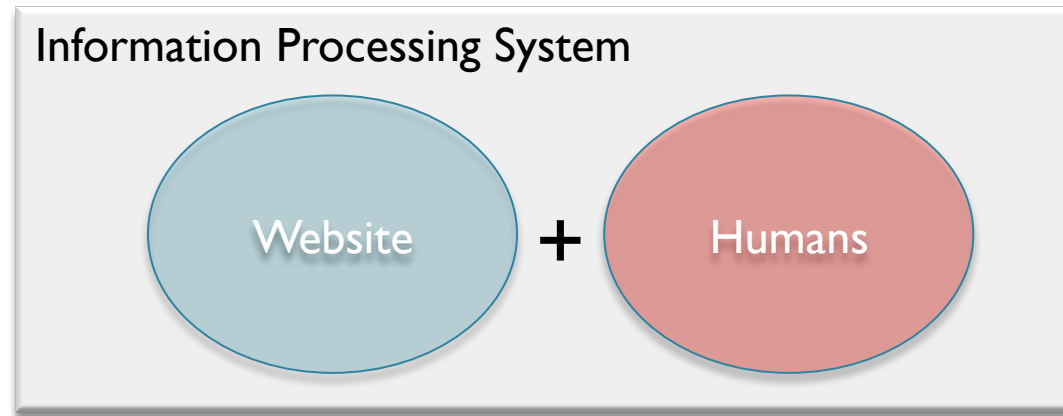 Information Processing System
Website + Humans